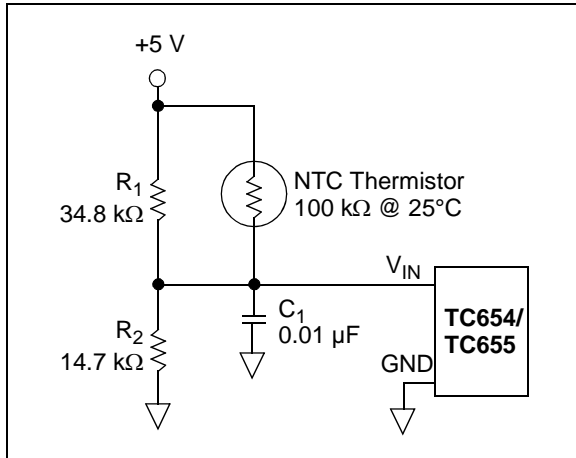 +5 V
R1
34.8 kΩ
NTC Thermistor
100 kΩ @ 25°C
VIN
R2
14.7 kΩ
C1
0.01 µF
GND
TC654/
TC655